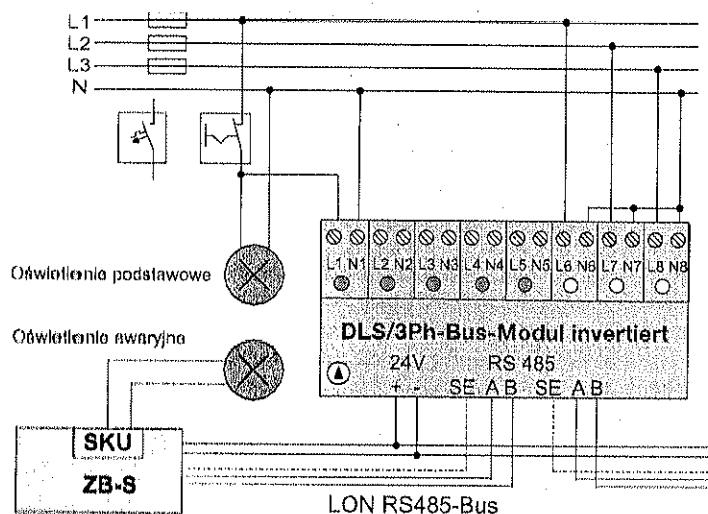 L1
L2
L3
N
L1 N1 L2 N2 L3 N3 L4 N4 L5 N5 L6 N6 L7 N7 L8 N8
Oświetlenie podstawowe
DLS/3Ph-Bus-Modul invertiert
Oświetlenie awaryjne
24V RS 485
+ - SE A B SE A B
SKU
ZB-S
LON RS485-Bus